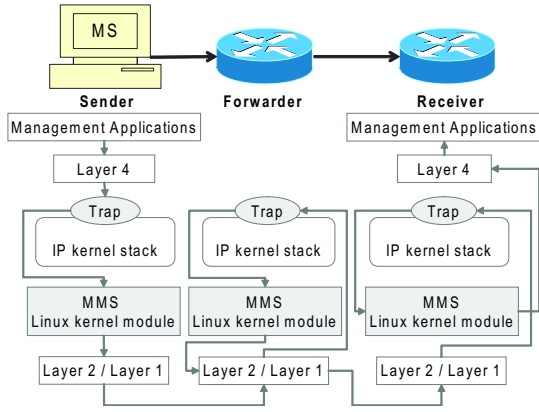 MS
Sender
Forwarder
Receiver
Management Applications
Management Applications
Layer 4
Layer 4
Trap
Trap
Trap
IP kernel stack
IP kernel stack
IP kernel stack
MMS
Linux kernel module
MMS
Linux kernel module
MMS
Linux kernel module
Layer 2 / Layer 1
Layer 2 / Layer 1
Layer 2 / Layer 1